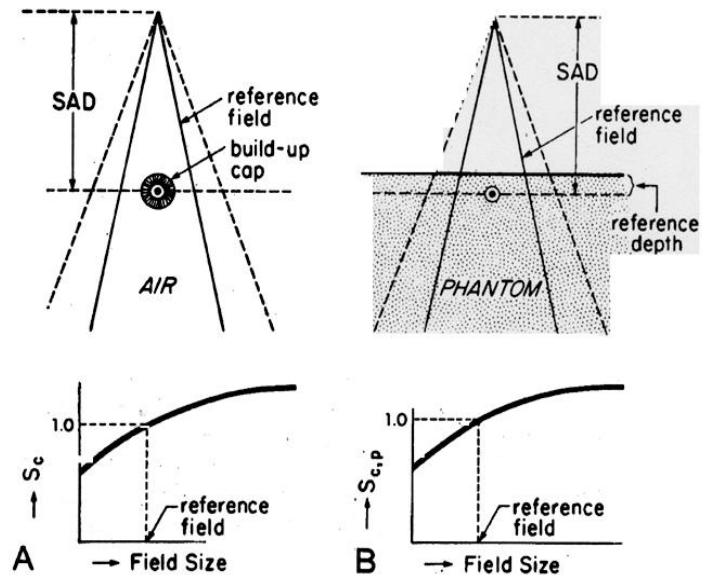 SAD
reference
field
build-up
cap
AIR
SAD
reference
field
reference
depth
PHANTOM
1.0
→ Sc
reference
field
A → Field Size
1.0
→ Sc,p
reference
field
B → Field Size